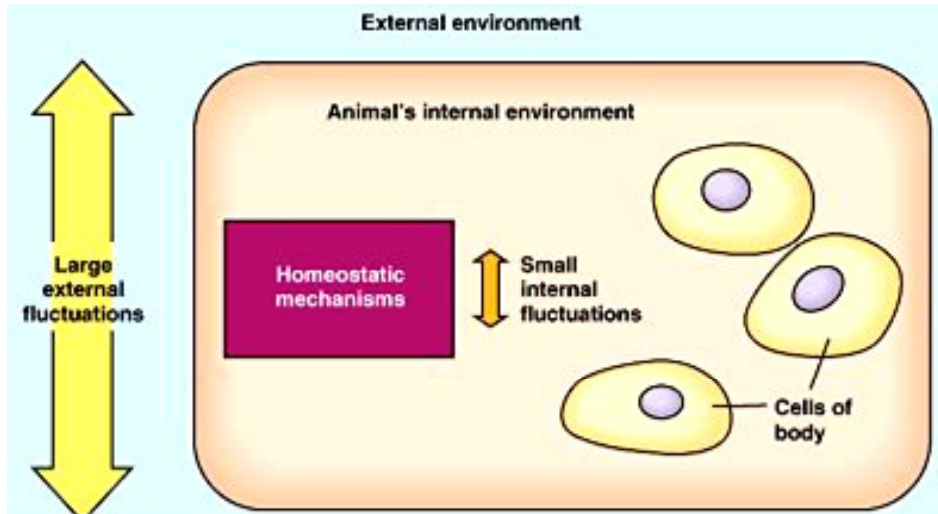 External environment
Animal's internal environment
Large
external
fluctuations
Homeostatic
mechanisms
Small
internal
fluctuations
Cells of
body